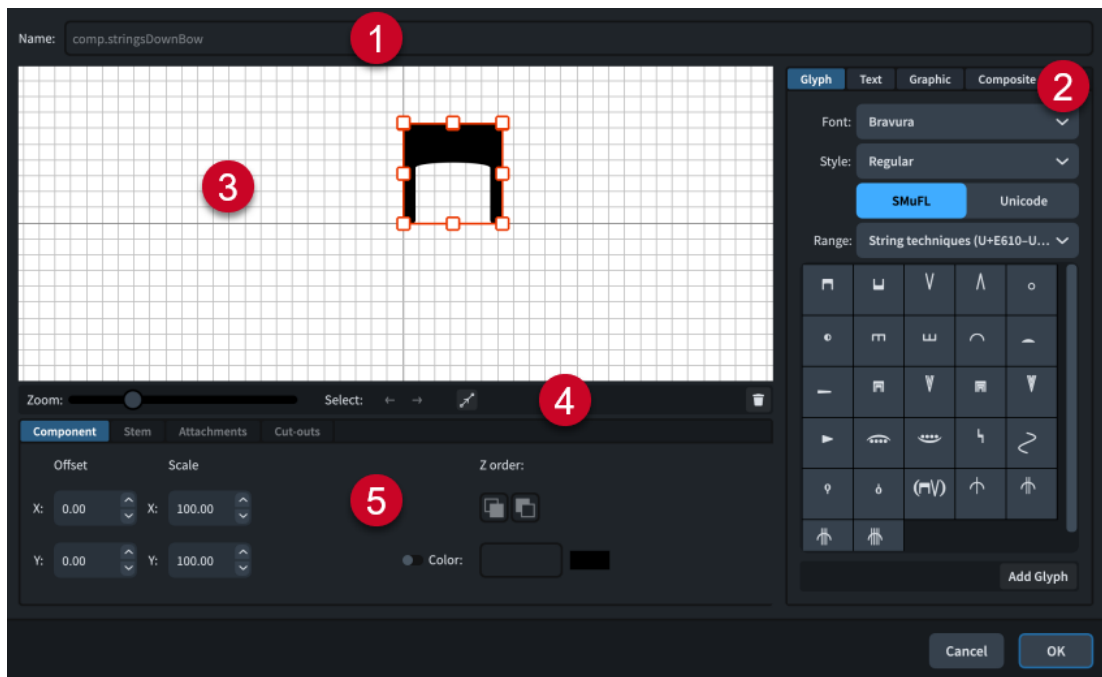 Name: comp.stringsDownBow 1
Glyph Text Graphic Composite 2
Font: Bravura
Style: Regular
SMuFL Unicode
Range: String techniques (U+E610–U...
3
Zoom: Select: ← → 4
Component Stem Attachments Cut-outs
Offset Scale Z order:
X: 0.00 X: 100.00 5
Y: 0.00 Y: 100.00 Color:
Add Glyph
Cancel OK